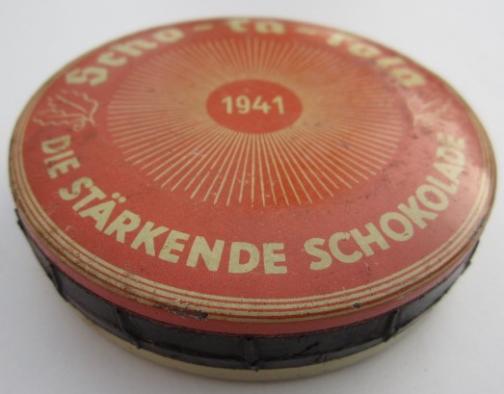 Scho-ka-kola
1941
DIE STÄRKENDE SCHOKOLADE